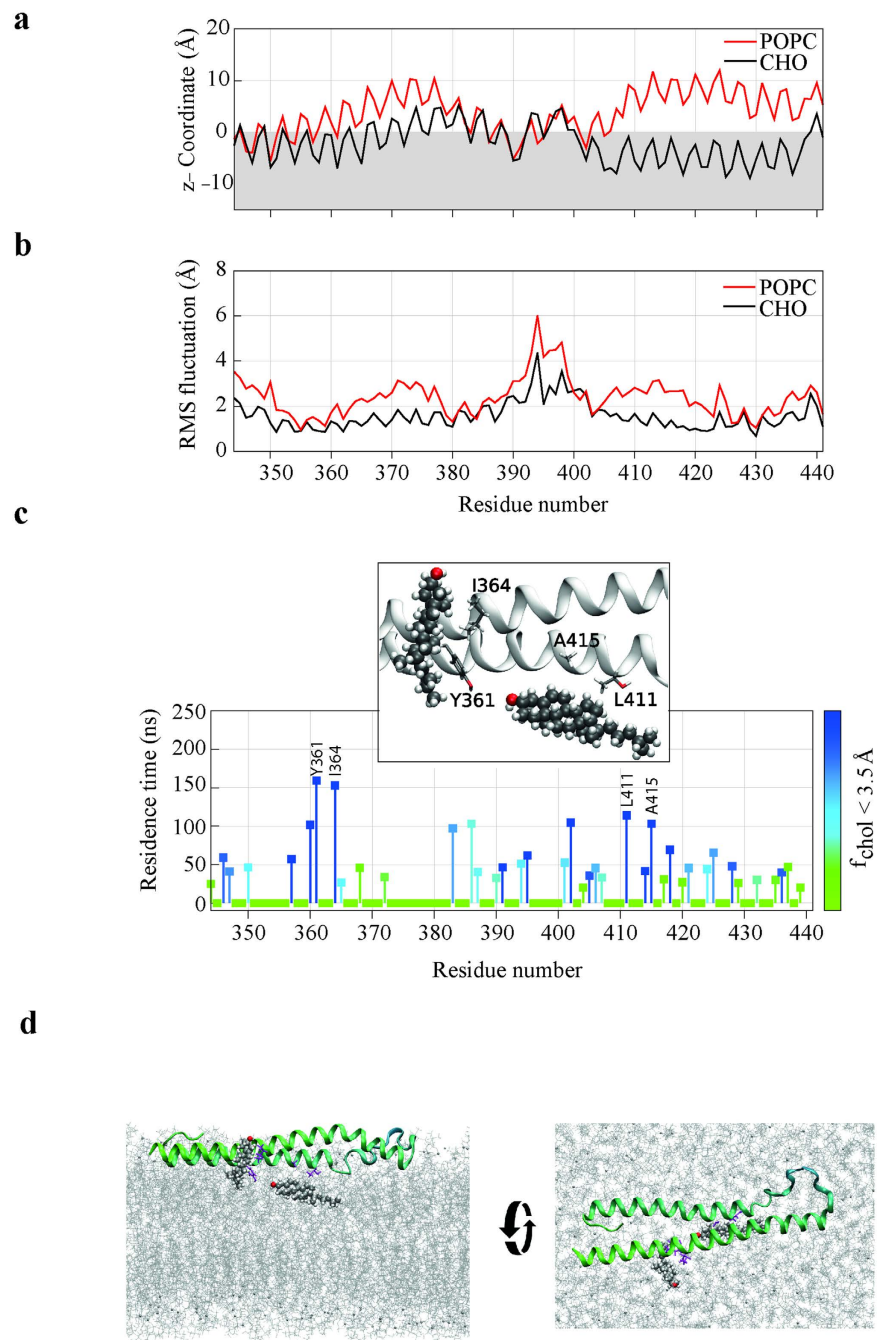 a
20
10
0
–10
z– Coordinate (Å)
POPC
CHO
b
8
6
4
2
0
RMS fluctuation (Å)
POPC
CHO
350 360 370 380 390 400 410 420 430 440
Residue number
c
I364
A415
Y361
L411
250
200
150
100
50
0
Residence time (ns)
Y361
I364
L411
A415
fchol < 3.5 Å
350 360 370 380 390 400 410 420 430 440
Residue number
d